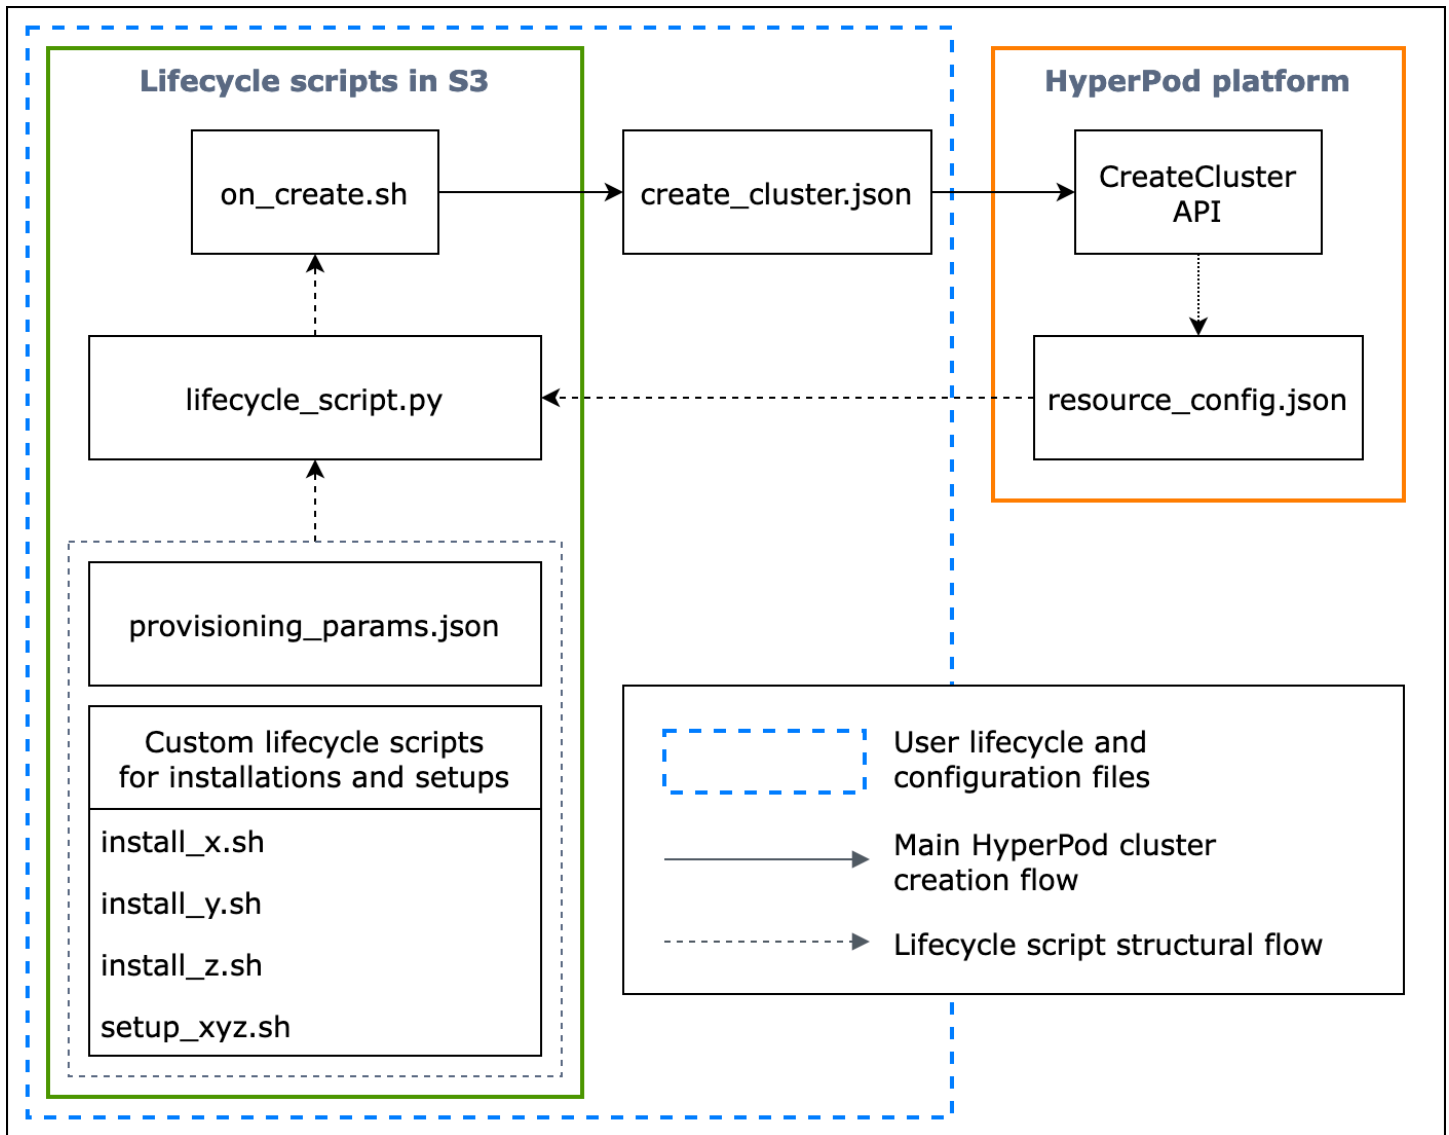 Lifecycle scripts in S3
HyperPod platform
on_create.sh
create_cluster.json
CreateCluster
API
lifecycle_script.py
resource_config.json
provisioning_params.json
Custom lifecycle scripts
for installations and setups
install_x.sh
install_y.sh
install_z.sh
setup_xyz.sh
User lifecycle and
configuration files
Main HyperPod cluster
creation flow
Lifecycle script structural flow